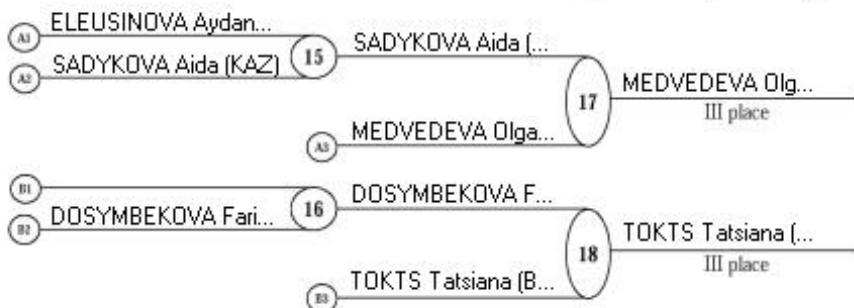 A1 ELEUSINOVA Aydan...
A2 SADYKOVA Aida (KAZ)
15 SADYKOVA Aida (...
17 MEDVEDEVA Olg...
III place
A3 MEDVEDEVA Olga...
B1
B2 DOSYMBEKOVA Fari...
16 DOSYMBEKOVA F...
18 TOKTS Tatsiana (...
III place
B3 TOKTS Tatsiana (B...